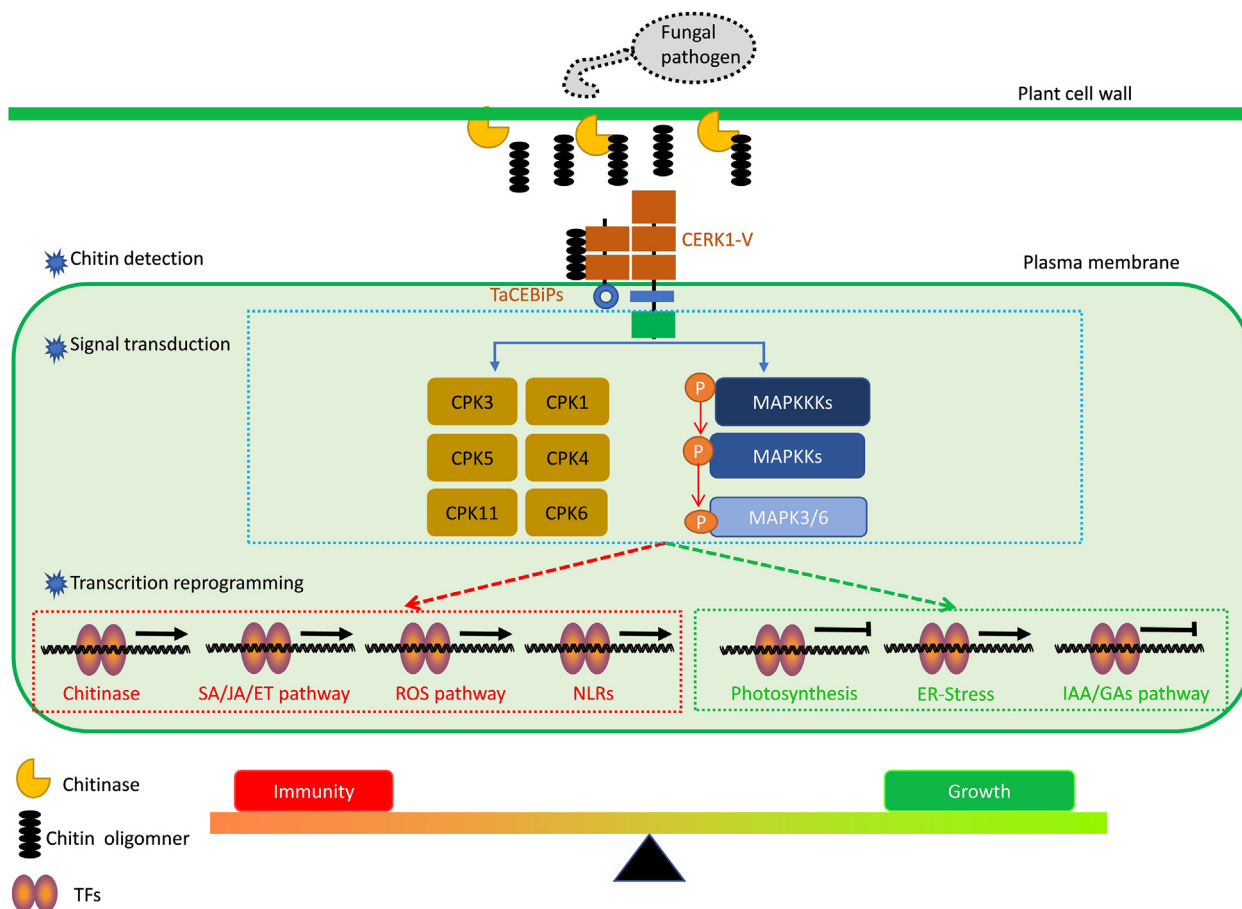 Fungal
pathogen
Plant cell wall
CERK1-V
Chitin detection
Plasma membrane
TaCEBiPs
Signal transduction
CPK3
CPK1
P
MAPKKKs
CPK5
CPK4
P
MAPKKs
CPK11
CPK6
P
MAPK3/6
Transcrition reprogramming
Chitinase
SA/JA/ET pathway
ROS pathway
NLRs
Photosynthesis
ER-Stress
IAA/GAs pathway
Chitinase
Immunity
Growth
Chitin oligomner
TFs